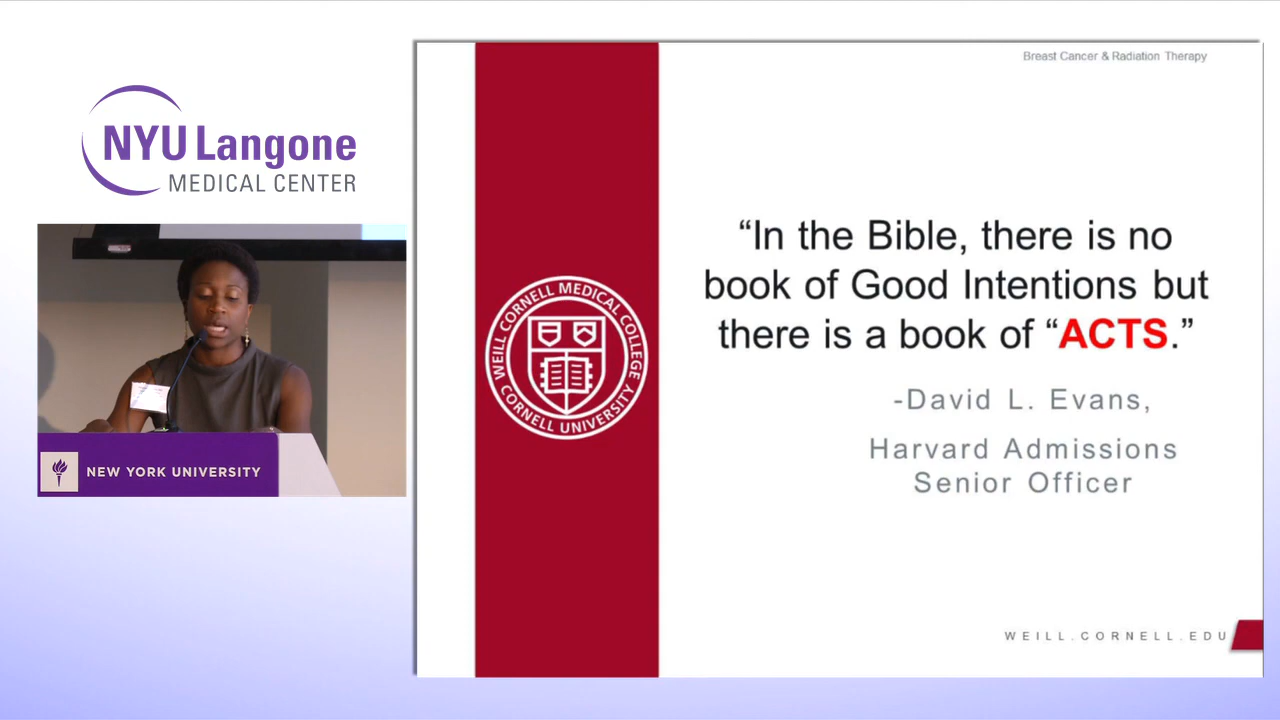 NYU Langone
MEDICAL CENTER
NEW YORK UNIVERSITY
Breast Cancer & Radiation Therapy
WEILL CORNELL MEDICAL COLLEGE
CORNELL UNIVERSITY
“In the Bible, there is no
book of Good Intentions but
there is a book of “ACTS.”
-David L. Evans,
Harvard Admissions
Senior Officer
WEILL.CORNELL.EDU